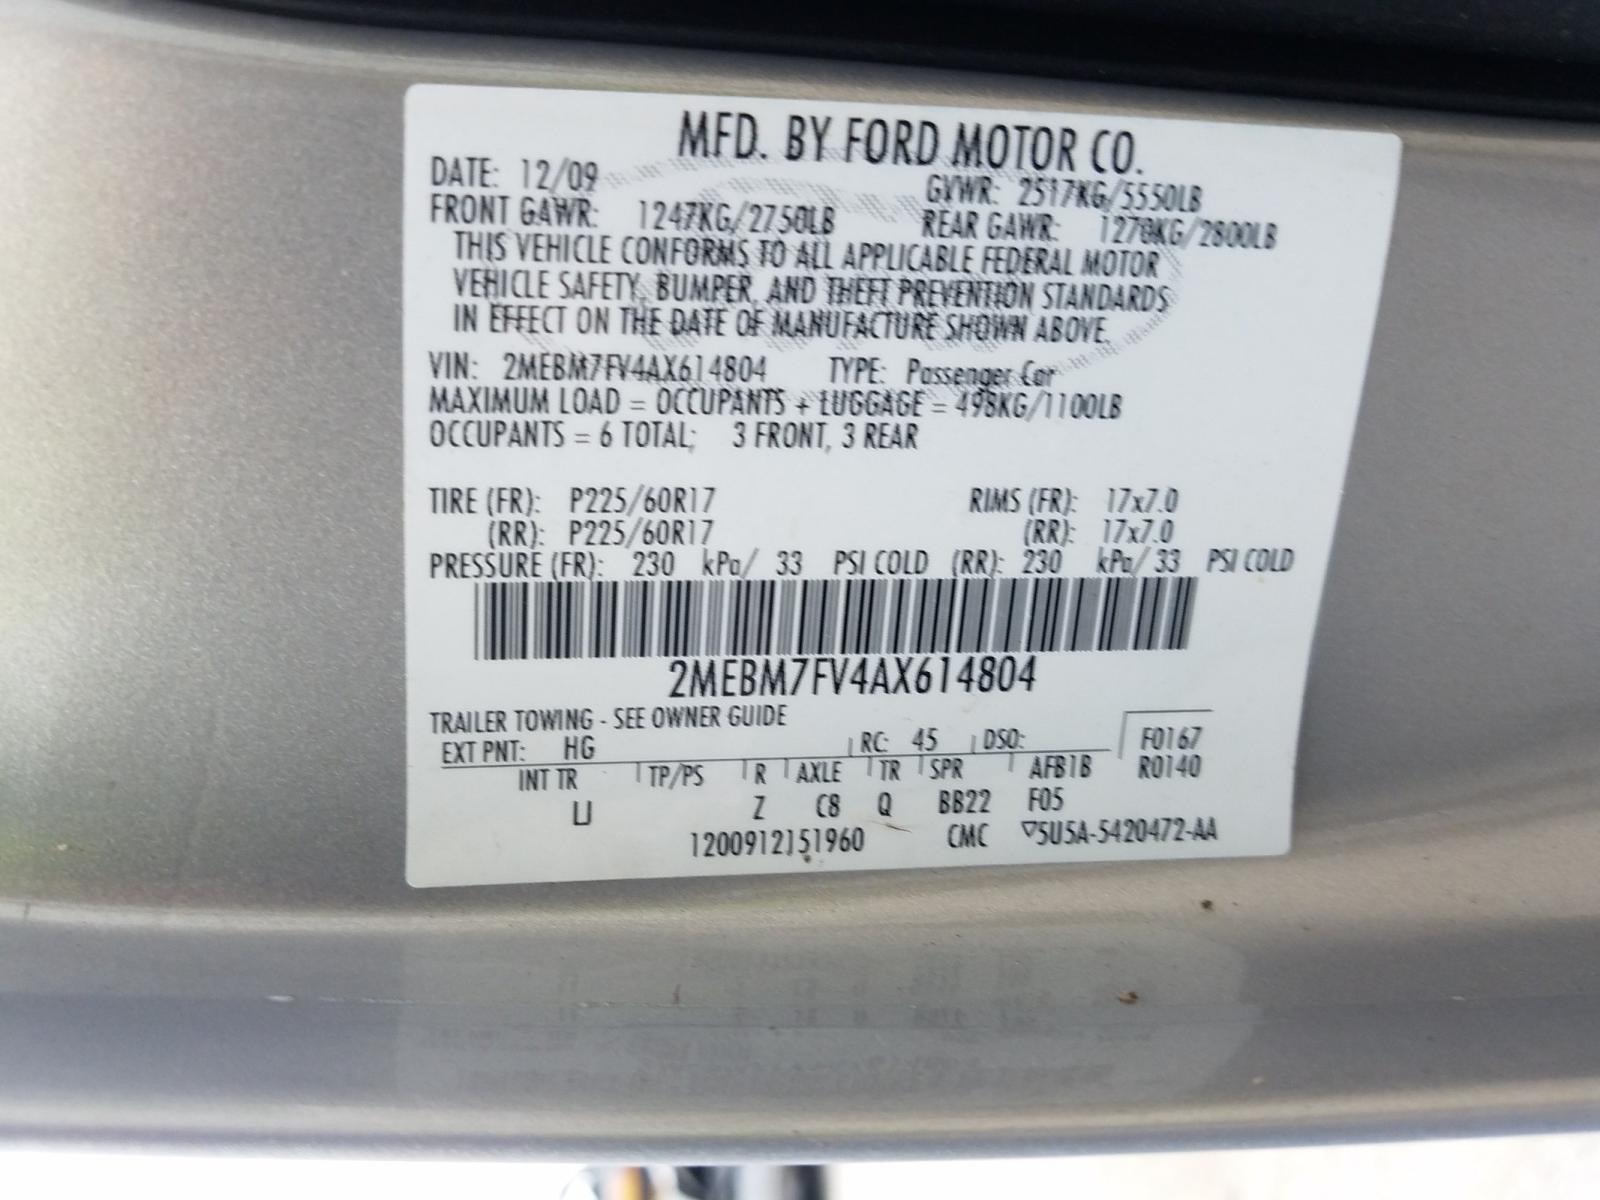 MFD. BY FORD MOTOR CO.
DATE: 12/09 GVWR: 2517KG/5550LB
FRONT GAWR: 1247KG/2750LB REAR GAWR: 1270KG/2800LB
THIS VEHICLE CONFORMS TO ALL APPLICABLE FEDERAL MOTOR
VEHICLE SAFETY, BUMPER, AND THEFT PREVENTION STANDARDS
IN EFFECT ON THE DATE OF MANUFACTURE SHOWN ABOVE.
VIN: 2MEBM7FV4AX614804 TYPE: Passenger Car
MAXIMUM LOAD = OCCUPANTS + LUGGAGE = 498KG/1100LB
OCCUPANTS = 6 TOTAL; 3 FRONT, 3 REAR
TIRE (FR): P225/60R17 RIMS (FR): 17x7.0
(RR): P225/60R17 (RR): 17x7.0
PRESSURE (FR): 230 kPa/ 33 PSI COLD (RR): 230 kPa/ 33 PSI COLD
2MEBM7FV4AX614804
TRAILER TOWING - SEE OWNER GUIDE
EXT PNT: HG RC: 45 DSO: F0167
INT TR TP/PS R AXLE TR SPR AFB1B R0140
LJ Z C8 Q BB22 F05
1200912151960 CMC ▽5U5A-5420472-AA